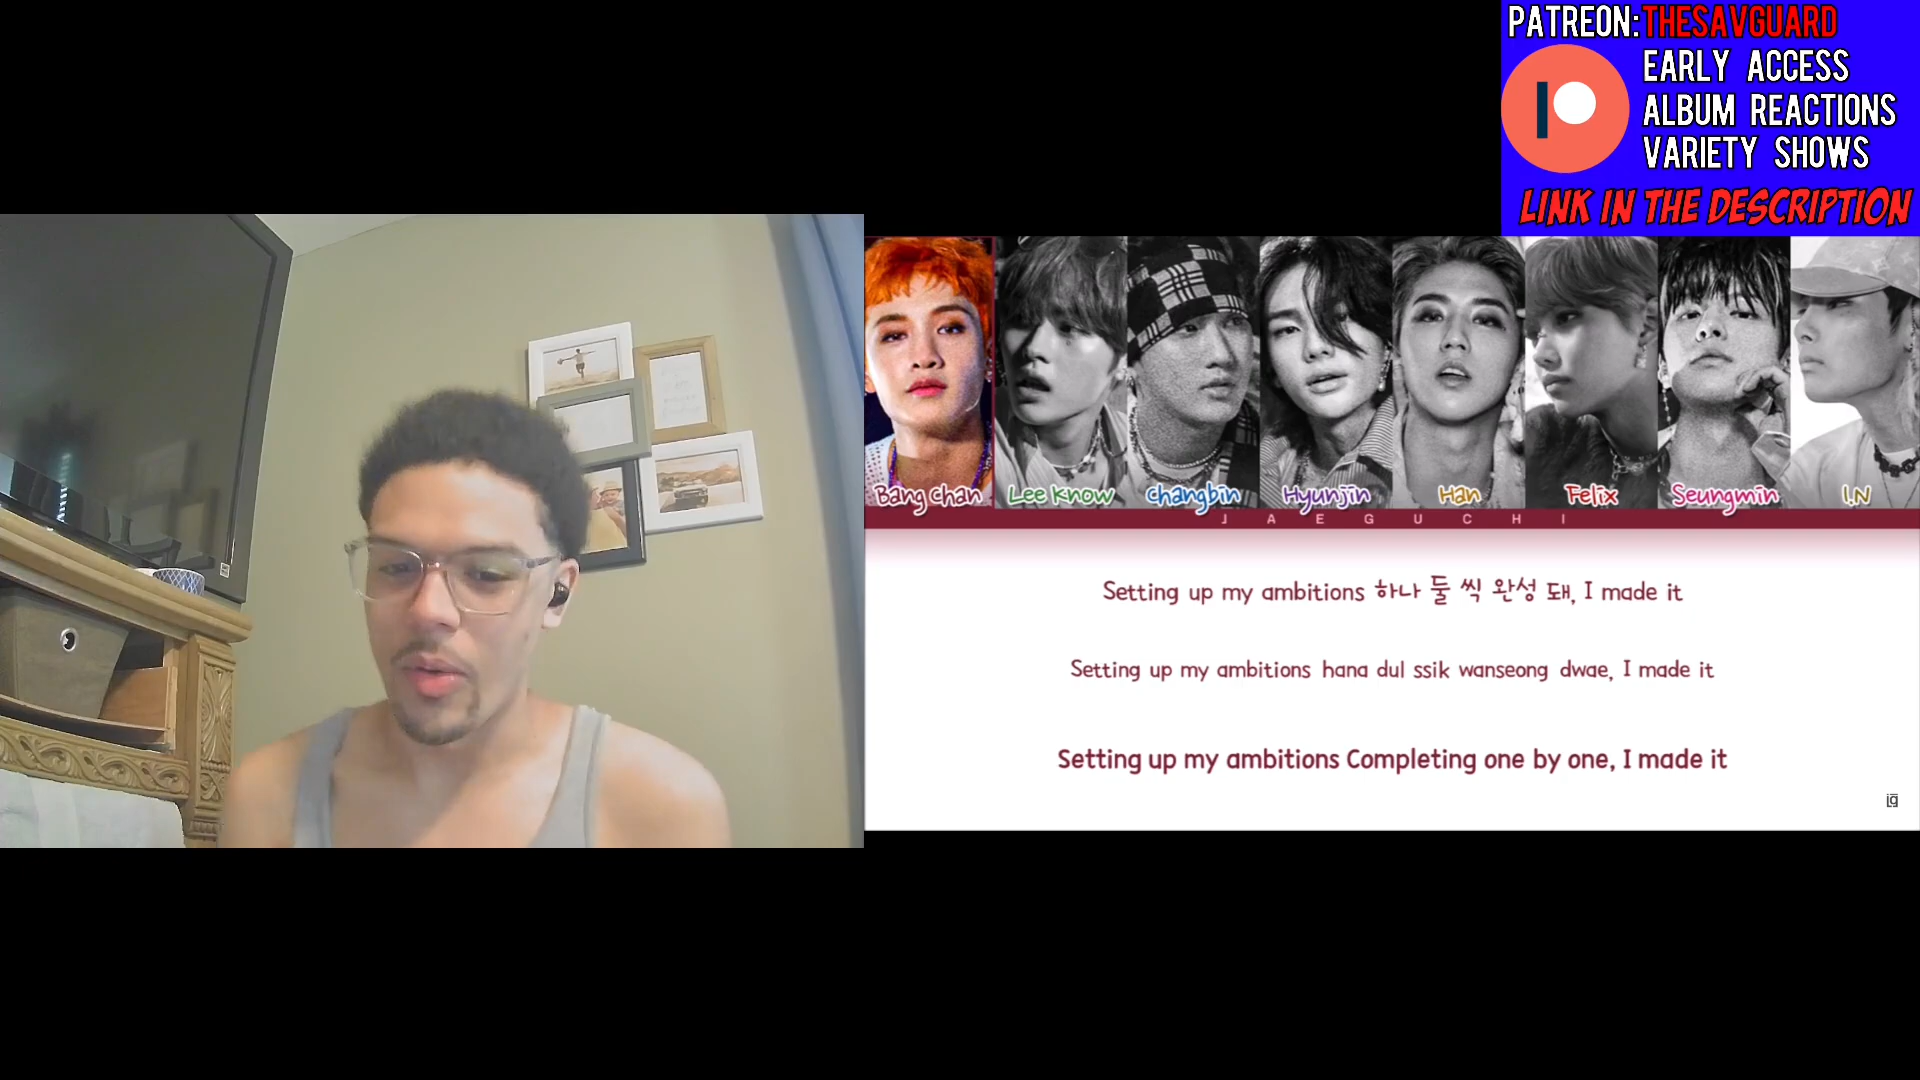 PATREON: THESAVGUARD
EARLY ACCESS
ALBUM REACTIONS
VARIETY SHOWS
LINK IN THE DESCRIPTION
Bang Chan Lee Know Changbin Hyunjin Han Felix Seungmin I.N
JAEGUCHI
Setting up my ambitions 하나 둘 씩 완성 돼, I made it
Setting up my ambitions hana dul ssik wanseong dwae, I made it
Setting up my ambitions Completing one by one, I made it